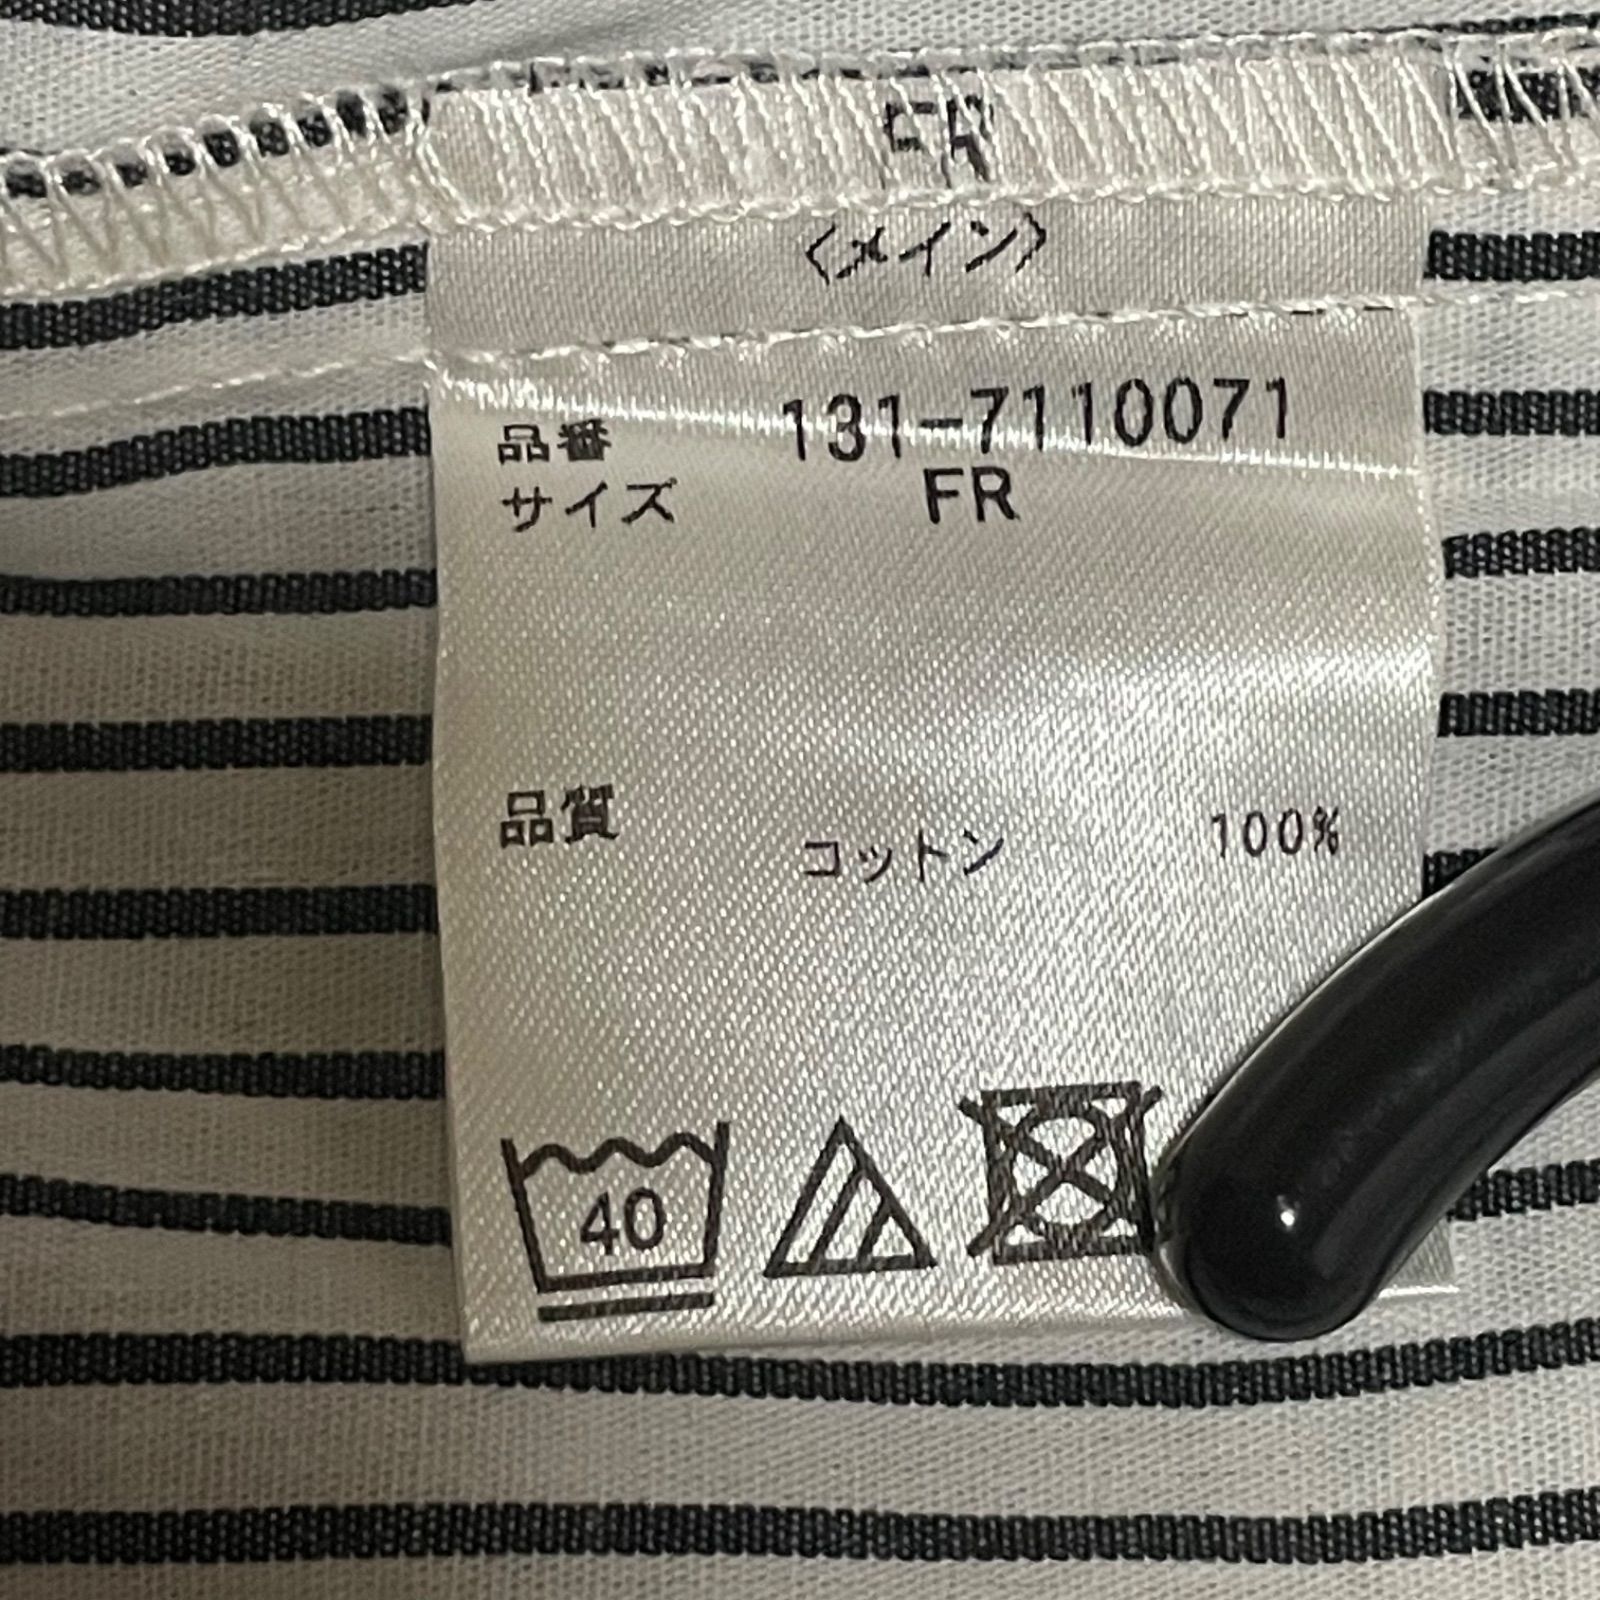 FR
〈メイン〉
品番 131-7110071
サイズ FR
品質 コットン 100%
40